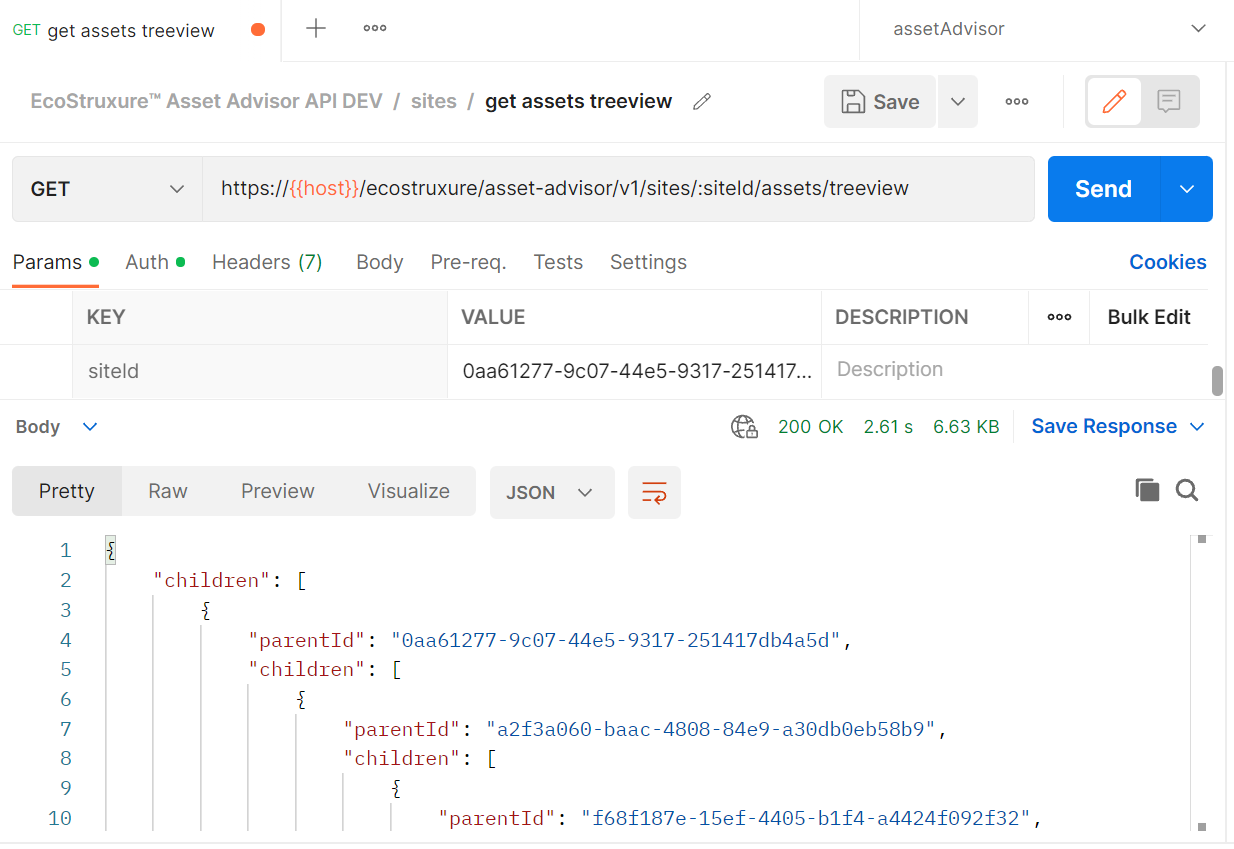 GET get assets treeview
assetAdvisor
EcoStruxure™ Asset Advisor API DEV / sites / get assets treeview
Save
GET
https://{{host}}/ecostruxure/asset-advisor/v1/sites/:siteId/assets/treeview
Send
Params Auth Headers (7) Body Pre-req. Tests Settings Cookies
KEY VALUE DESCRIPTION Bulk Edit
siteId 0aa61277-9c07-44e5-9317-251417... Description
Body 200 OK 2.61 s 6.63 KB Save Response
Pretty Raw Preview Visualize JSON
1 {
2 "children": [
3 {
4 "parentId": "0aa61277-9c07-44e5-9317-251417db4a5d",
5 "children": [
6 {
7 "parentId": "a2f3a060-baac-4808-84e9-a30db0eb58b9",
8 "children": [
9 {
10 "parentId": "f68f187e-15ef-4405-b1f4-a4424f092f32",